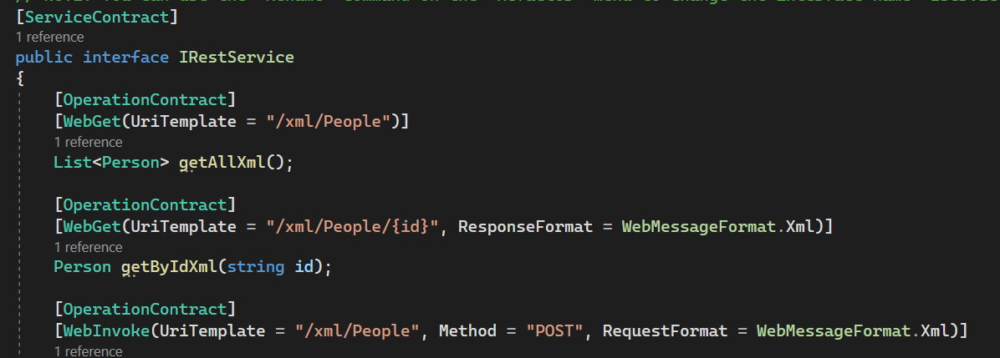 [ServiceContract]
1 reference
public interface IRestService
{
[OperationContract]
[WebGet(UriTemplate = "/xml/People")]
1 reference
List<Person> getAllXml();
[OperationContract]
[WebGet(UriTemplate = "/xml/People/{id}", ResponseFormat = WebMessageFormat.Xml)]
1 reference
Person getByIdXml(string id);
[OperationContract]
[WebInvoke(UriTemplate = "/xml/People", Method = "POST", RequestFormat = WebMessageFormat.Xml)]
1 reference